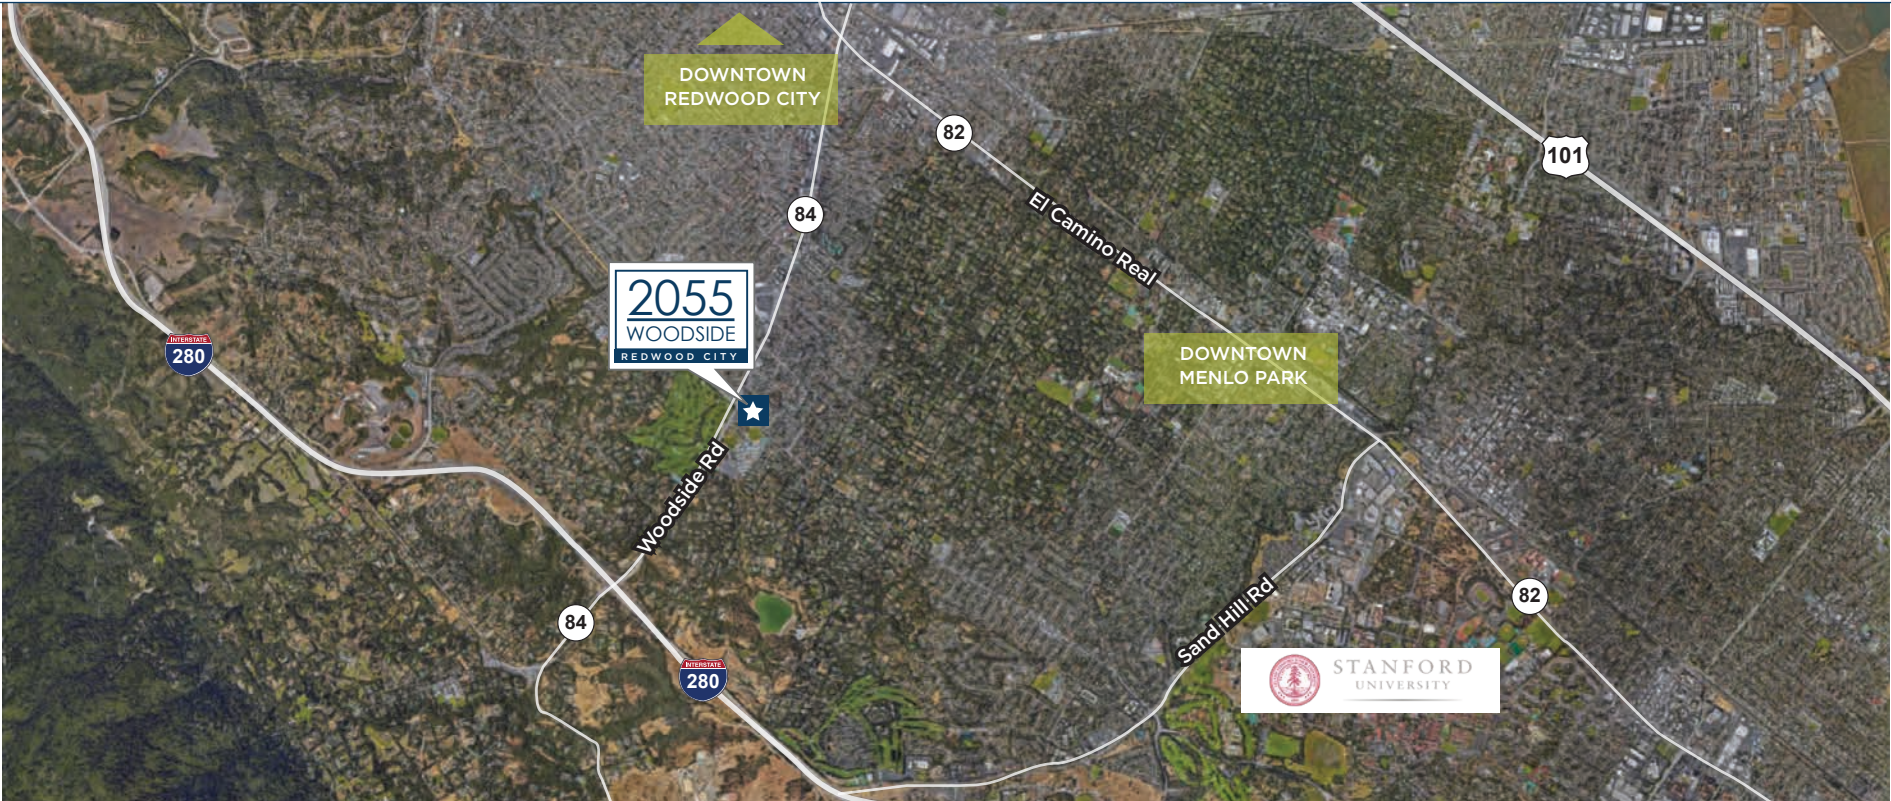 DOWNTOWN
REDWOOD CITY
82
101
84
El Camino Real
2055
WOODSIDE
REDWOOD CITY
INTERSTATE
280
DOWNTOWN
MENLO PARK
Woodside Rd
Sand Hill Rd
82
84
INTERSTATE
280
STANFORD
UNIVERSITY